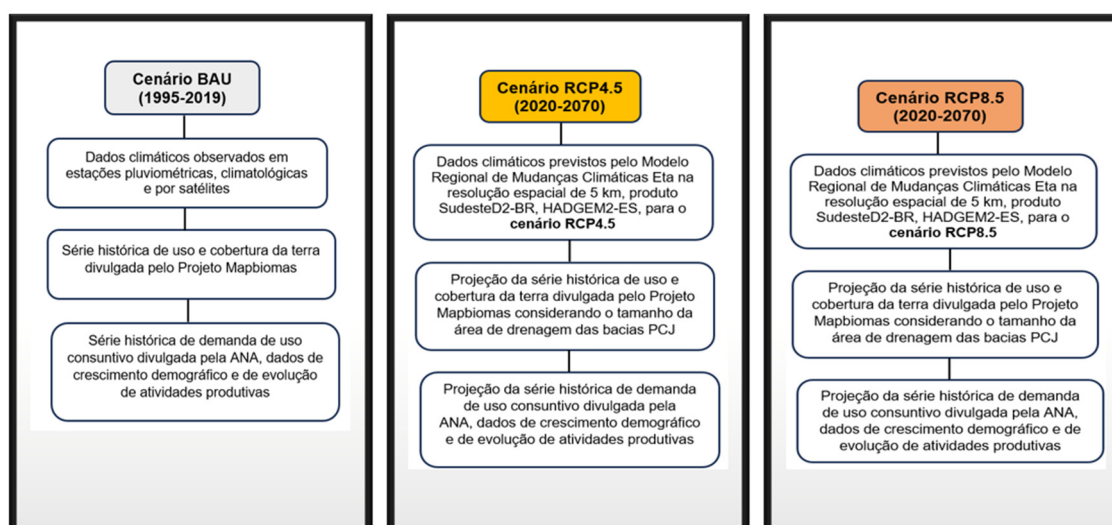 Cenário BAU
(1995-2019)
Dados climáticos observados em
estações pluviométricas, climatológicas
e por satélites
Série histórica de uso e cobertura da terra
divulgada pelo Projeto Mapbiomas
Série histórica de demanda de uso
consuntivo divulgada pela ANA, dados de
crescimento demográfico e de evolução
de atividades produtivas
Cenário RCP4.5
(2020-2070)
Dados climáticos previstos pelo Modelo
Regional de Mudanças Climáticas Eta na
resolução espacial de 5 km, produto
SudesteD2-BR, HADGEM2-ES, para o
cenário RCP4.5
Projeção da série histórica de uso e
cobertura da terra divulgada pelo Projeto
Mapbiomas considerando o tamanho da
área de drenagem das bacias PCJ
Projeção da série histórica de demanda
de uso consuntivo divulgada pela
ANA, dados de crescimento demográfico
e de evolução de atividades produtivas
Cenário RCP8.5
(2020-2070)
Dados climáticos previstos pelo Modelo
Regional de Mudanças Climáticas Eta na
resolução espacial de 5 km, produto
SudesteD2-BR, HADGEM2-ES, para o
cenário RCP8.5
Projeção da série histórica de uso e
cobertura da terra divulgada pelo Projeto
Mapbiomas considerando o tamanho da
área de drenagem das bacias PCJ
Projeção da série histórica de demanda
de uso consuntivo divulgada pela ANA,
dados de crescimento demográfico e de
evolução de atividades produtivas